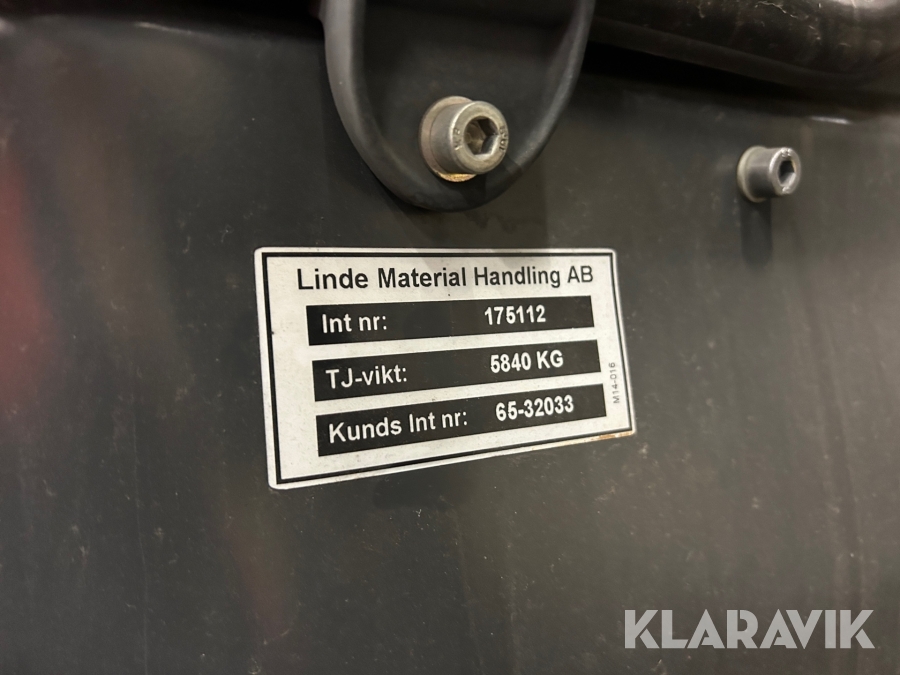 Linde Material Handling AB
Int nr: 175112
TJ-vikt: 5840 KG
Kunds Int nr: 65-32033
M14-016
KLARAVIK